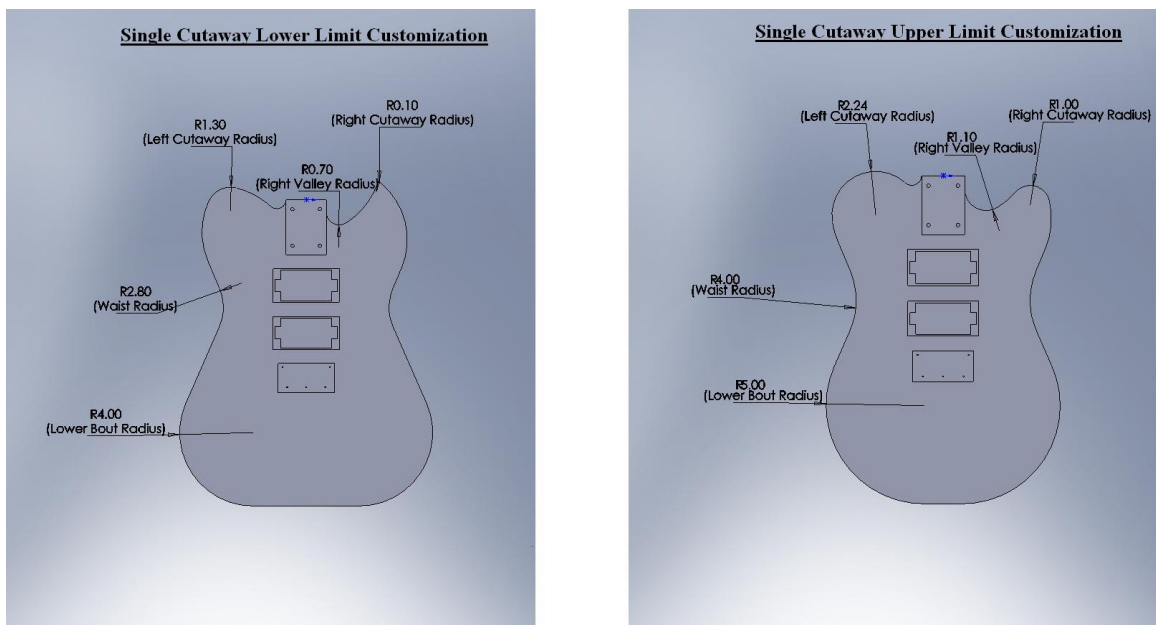 Single Cutaway Lower Limit Customization
R0.10
(Right Cutaway Radius)
R1.30
(Left Cutaway Radius)
R0.70
(Right Valley Radius)
R2.80
(Waist Radius)
R4.00
(Lower Bout Radius)
Single Cutaway Upper Limit Customization
R2.24
(Left Cutaway Radius)
R1.00
(Right Cutaway Radius)
R1.10
(Right Valley Radius)
R4.00
(Waist Radius)
R5.00
(Lower Bout Radius)